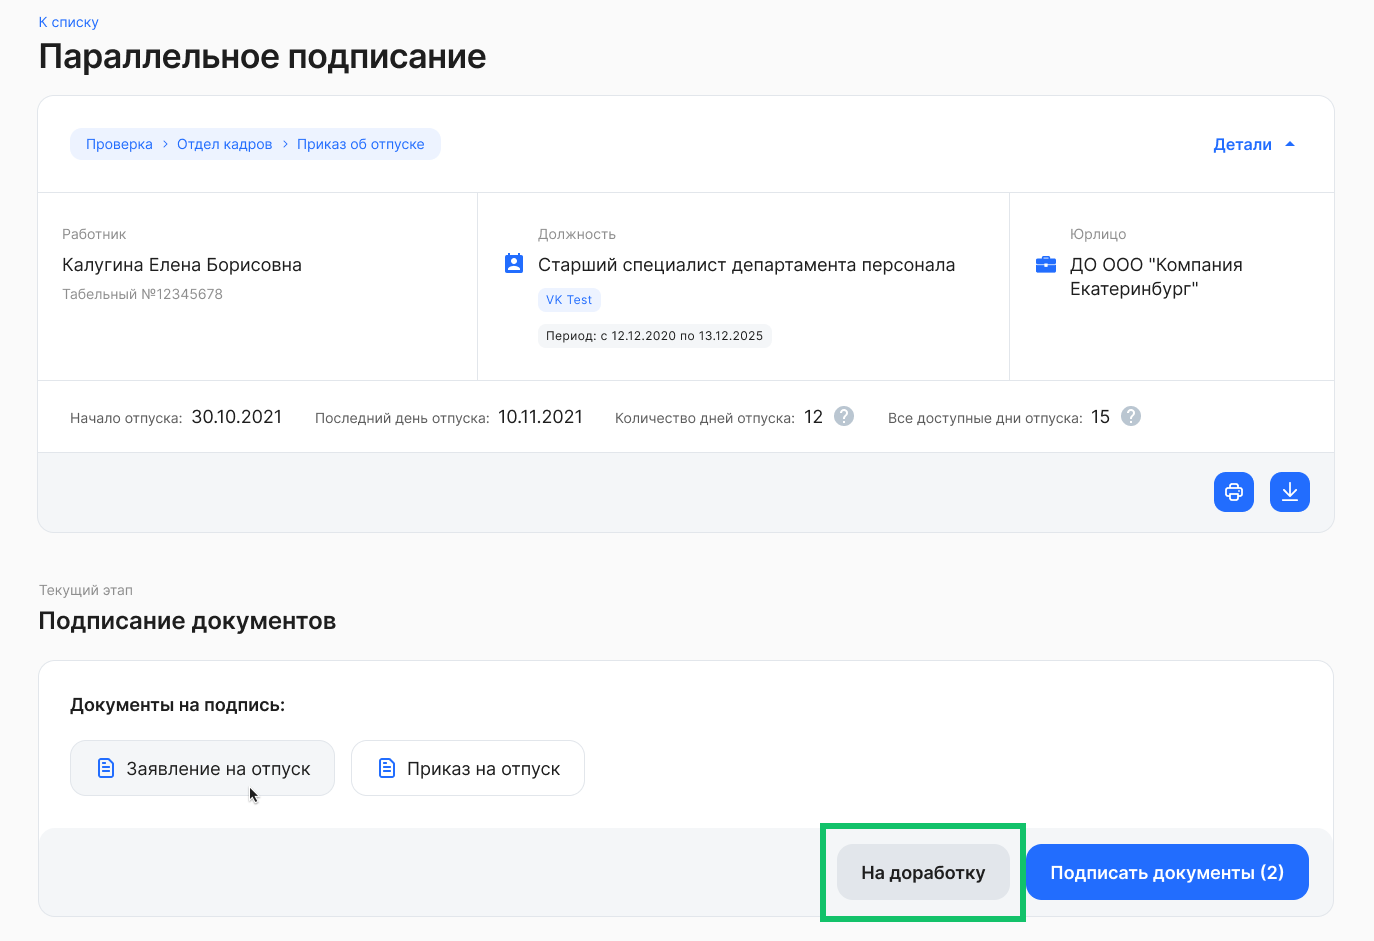 К списку
Параллельное подписание
Проверка > Отдел кадров > Приказ об отпуске
Детали
Работник
Калугина Елена Борисовна
Табельный №12345678
Должность
Старший специалист департамента персонала
VK Test
Период: с 12.12.2020 по 13.12.2025
Юрлицо
ДО ООО "Компания
Екатеринбург"
Начало отпуска: 30.10.2021 Последний день отпуска: 10.11.2021 Количество дней отпуска: 12 ? Все доступные дни отпуска: 15 ?
Текущий этап
Подписание документов
Документы на подпись:
Заявление на отпуск Приказ на отпуск
На доработку Подписать документы (2)